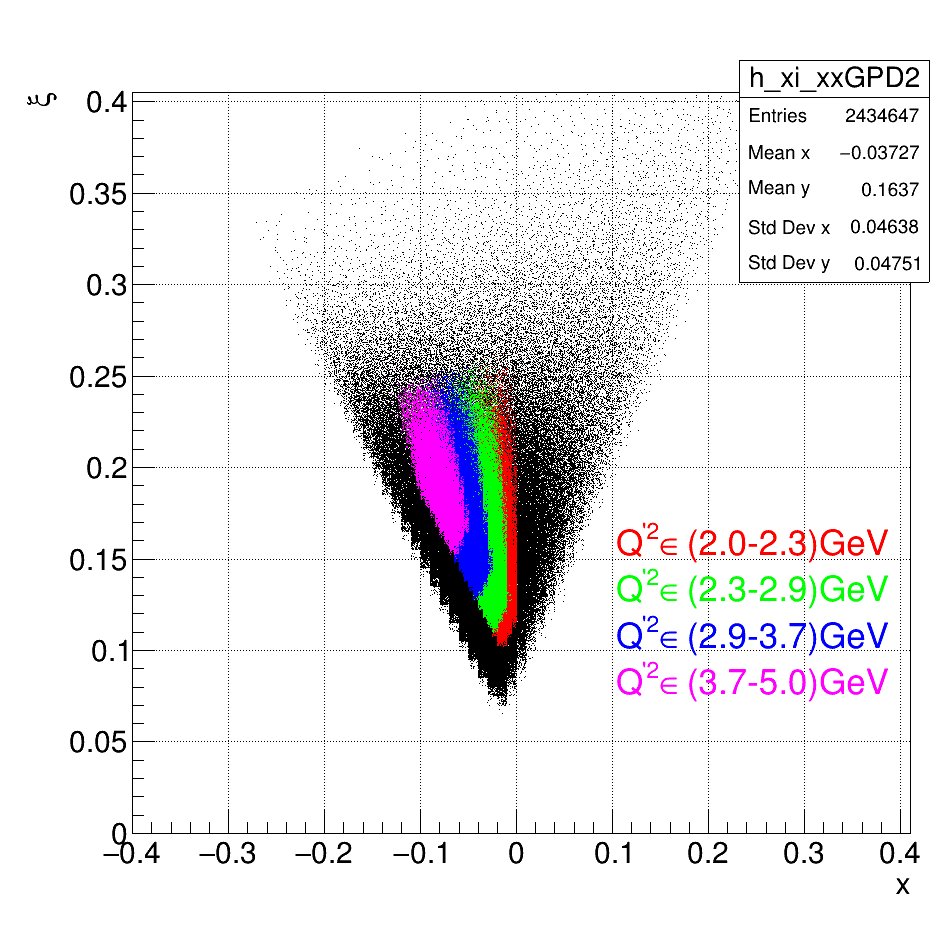 h_xi_xxGPD2
Entries 2434647
Mean x −0.03727
Mean y 0.1637
Std Dev x 0.04638
Std Dev y 0.04751
ξ
0.4
0.35
0.3
0.25
0.2
0.15
0.1
0.05
0
Q'2∈ (2.0-2.3)GeV
Q'2∈ (2.3-2.9)GeV
Q'2∈ (2.9-3.7)GeV
Q'2∈ (3.7-5.0)GeV
−0.4 −0.3 −0.2 −0.1 0 0.1 0.2 0.3 0.4
x